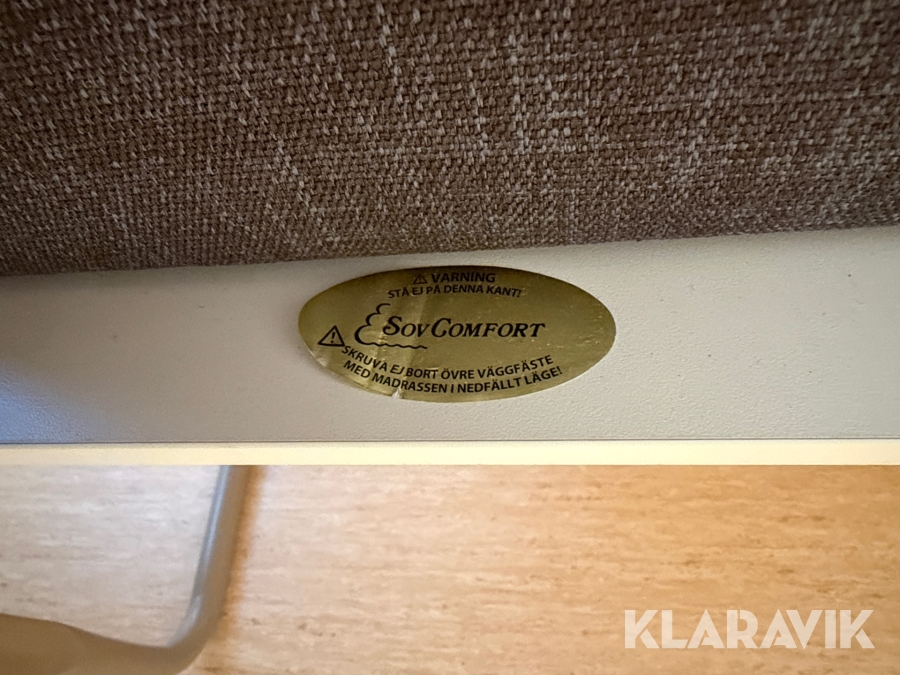 ⚠ VARNING
STÅ EJ PÅ DENNA KANT!
SOVCOMFORT
⚠ SKRUVA EJ BORT ÖVRE VÄGGFÄSTE
MED MADRASSEN I NEDFÄLLT LÄGE!
KLARAVIK